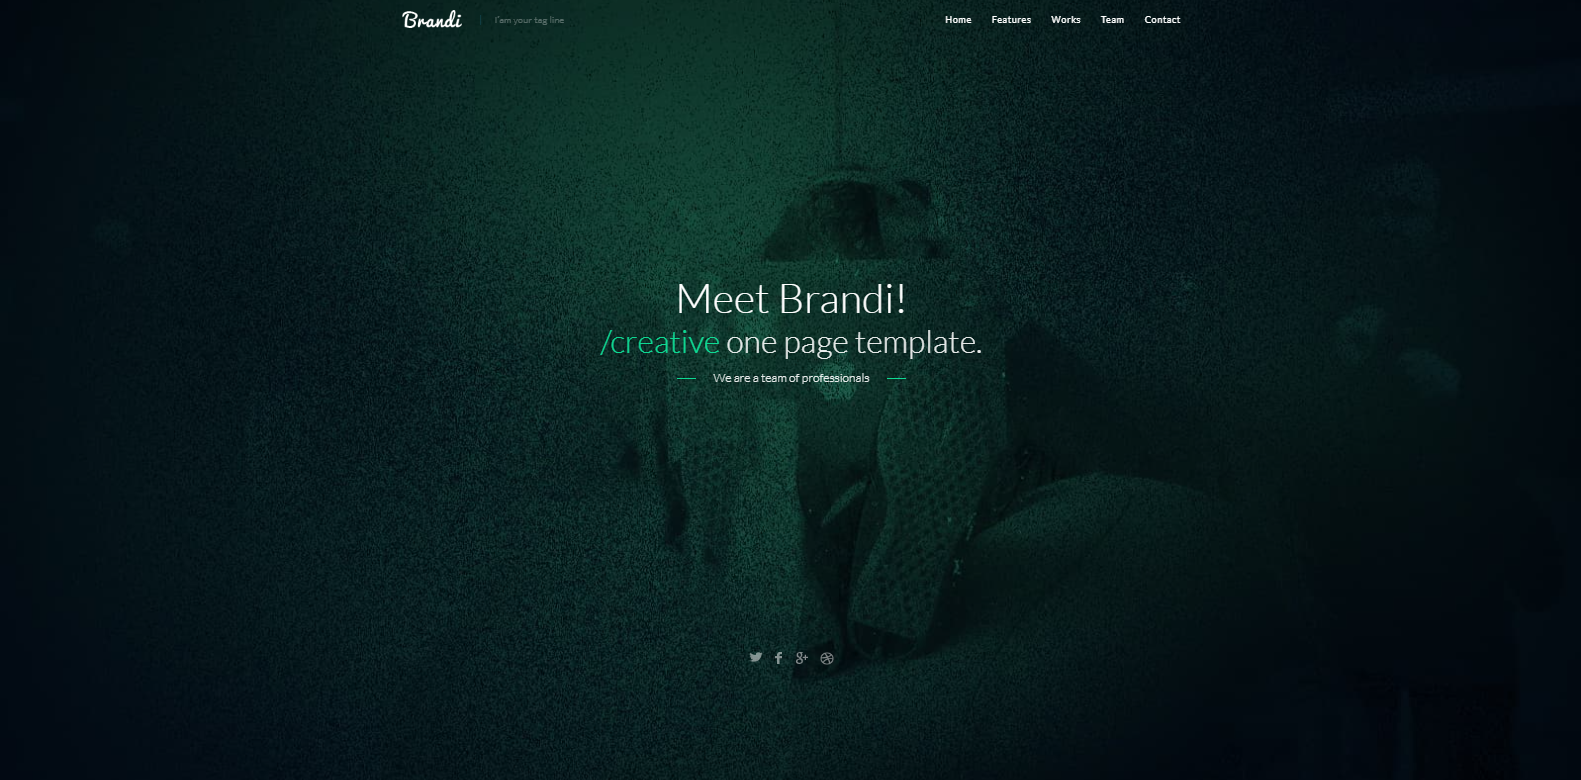 Brandi
I'am your tag line
Home
Features
Works
Team
Contact
Meet Brandi!
/creative one page template.
We are a team of professionals